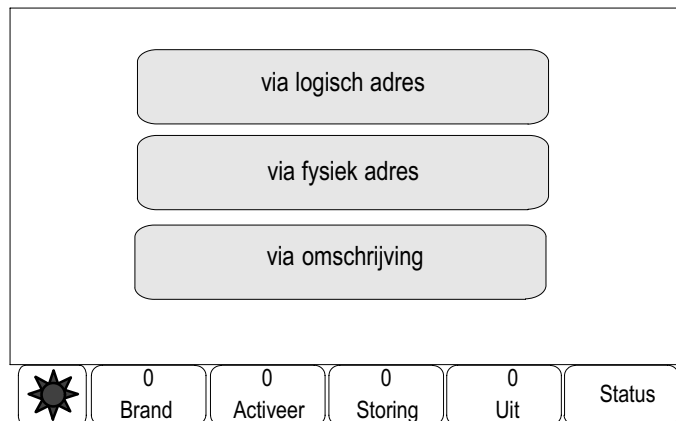 via logisch adres
via fysiek adres
via omschrijving
0 0 0 0
Brand Activeer Storing Uit Status